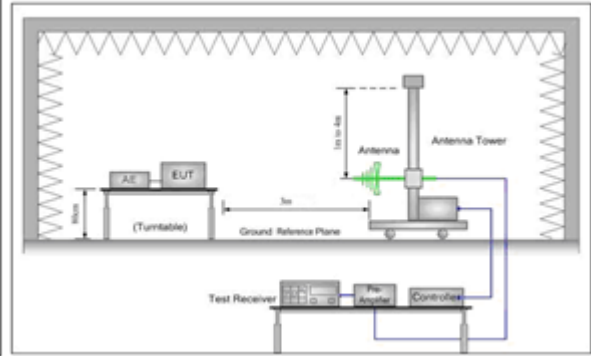 1m to 4m
Antenna
Antenna Tower
AE
EUT
80cm
(Turntable)
3m
Ground Reference Plane
Test Receiver
Pre-
Amplifier
Controller